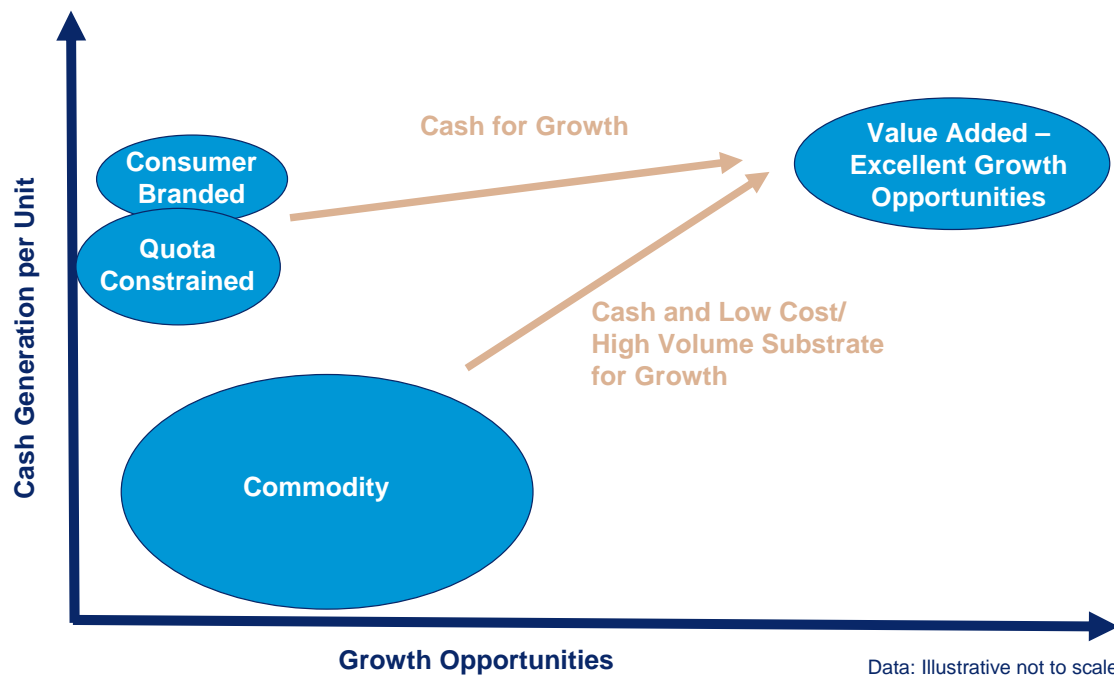 Cash Generation per Unit
Consumer
Branded
Quota
Constrained
Cash for Growth
Value Added –
Excellent Growth
Opportunities
Cash and Low Cost/
High Volume Substrate
for Growth
Commodity
Growth Opportunities
Data: Illustrative not to scale